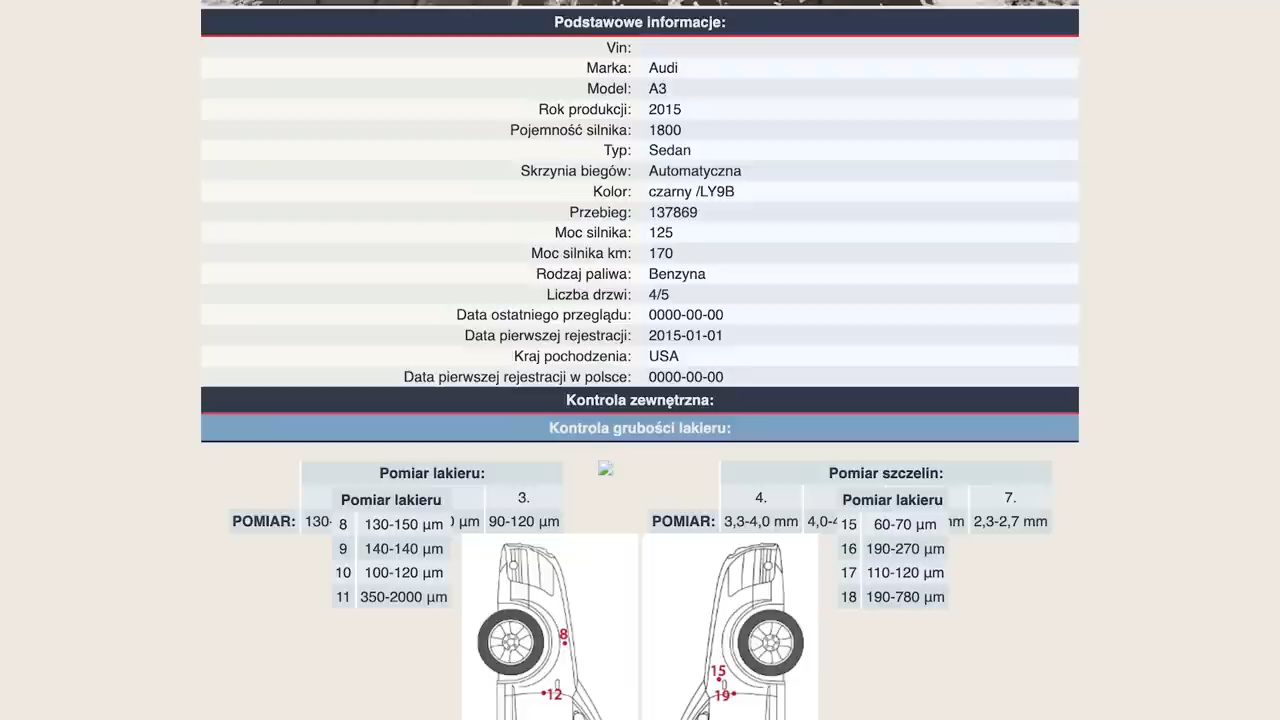 Podstawowe informacje:
Vin:
Marka: Audi
Model: A3
Rok produkcji: 2015
Pojemność silnika: 1800
Typ: Sedan
Skrzynia biegów: Automatyczna
Kolor: czarny /LY9B
Przebieg: 137869
Moc silnika: 125
Moc silnika km: 170
Rodzaj paliwa: Benzyna
Liczba drzwi: 4/5
Data ostatniego przeglądu: 0000-00-00
Data pierwszej rejestracji: 2015-01-01
Kraj pochodzenia: USA
Data pierwszej rejestracji w polsce: 0000-00-00
Kontrola zewnętrzna:
Kontrola grubości lakieru:
Pomiar lakieru: Pomiar szczelin:
3. 4. 7.
Pomiar lakieru Pomiar lakieru
POMIAR: 130- µm 90-120 µm POMIAR: 3,3-4,0 mm 4,0-4 2,3-2,7 mm
8 130-150 µm 15 60-70 µm
9 140-140 µm 16 190-270 µm
10 100-120 µm 17 110-120 µm
11 350-2000 µm 18 190-780 µm
8
15
12 19